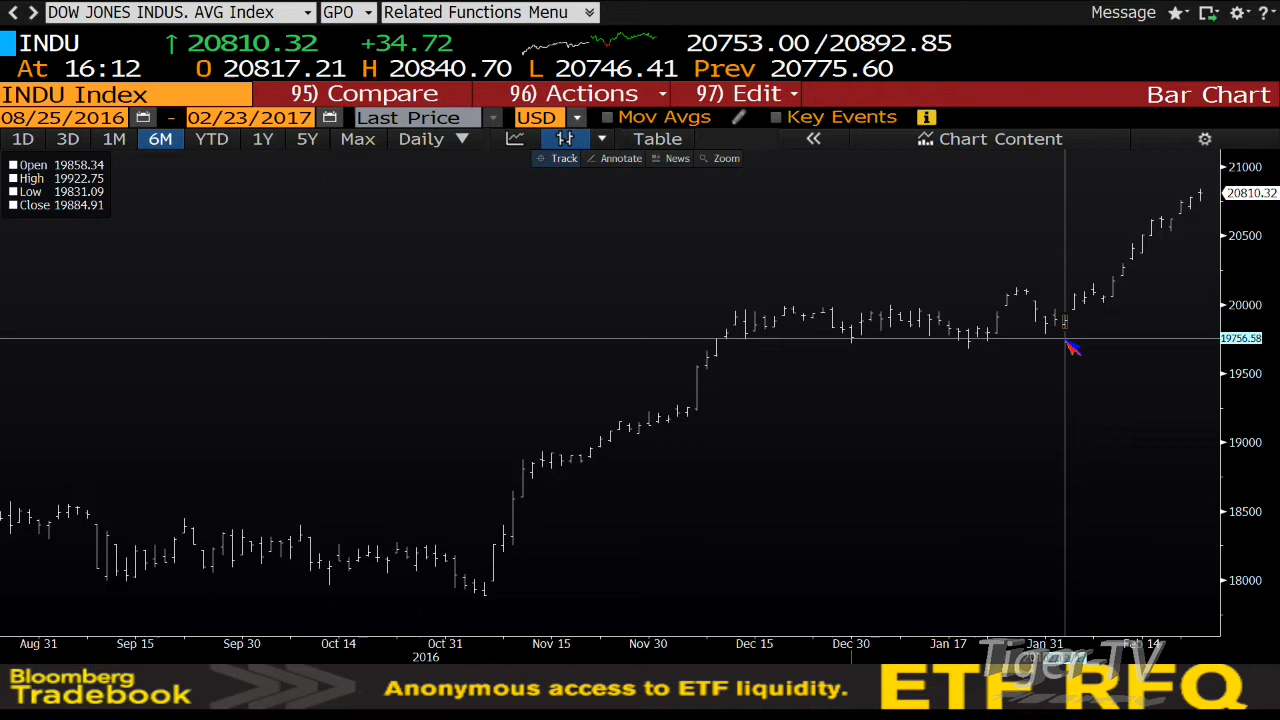 DOW JONES INDUS. AVG Index GPO Related Functions Menu Message ?
INDU ↑ 20810.32 +34.72 20753.00/20892.85
At 16:12 O 20817.21 H 20840.70 L 20746.41 Prev 20775.60
INDU Index 95) Compare 96) Actions 97) Edit Bar Chart
08/25/2016 - 02/23/2017 Last Price USD Mov Avgs Key Events
1D 3D 1M 6M YTD 1Y 5Y Max Daily Table « Chart Content
Track Annotate News Zoom
Open 19858.34
High 19922.75
Low 19831.09
Close 19884.91
21000
20810.32
20500
20000
19756.58
19500
19000
18500
18000
Aug 31 Sep 15 Sep 30 Oct 14 Oct 31 Nov 15 Nov 30 Dec 15 Dec 30 Jan 17 Jan 31 Feb 14
2016
Tiger-TV
Bloomberg
Tradebook
Anonymous access to ETF liquidity.
ETF RFQ